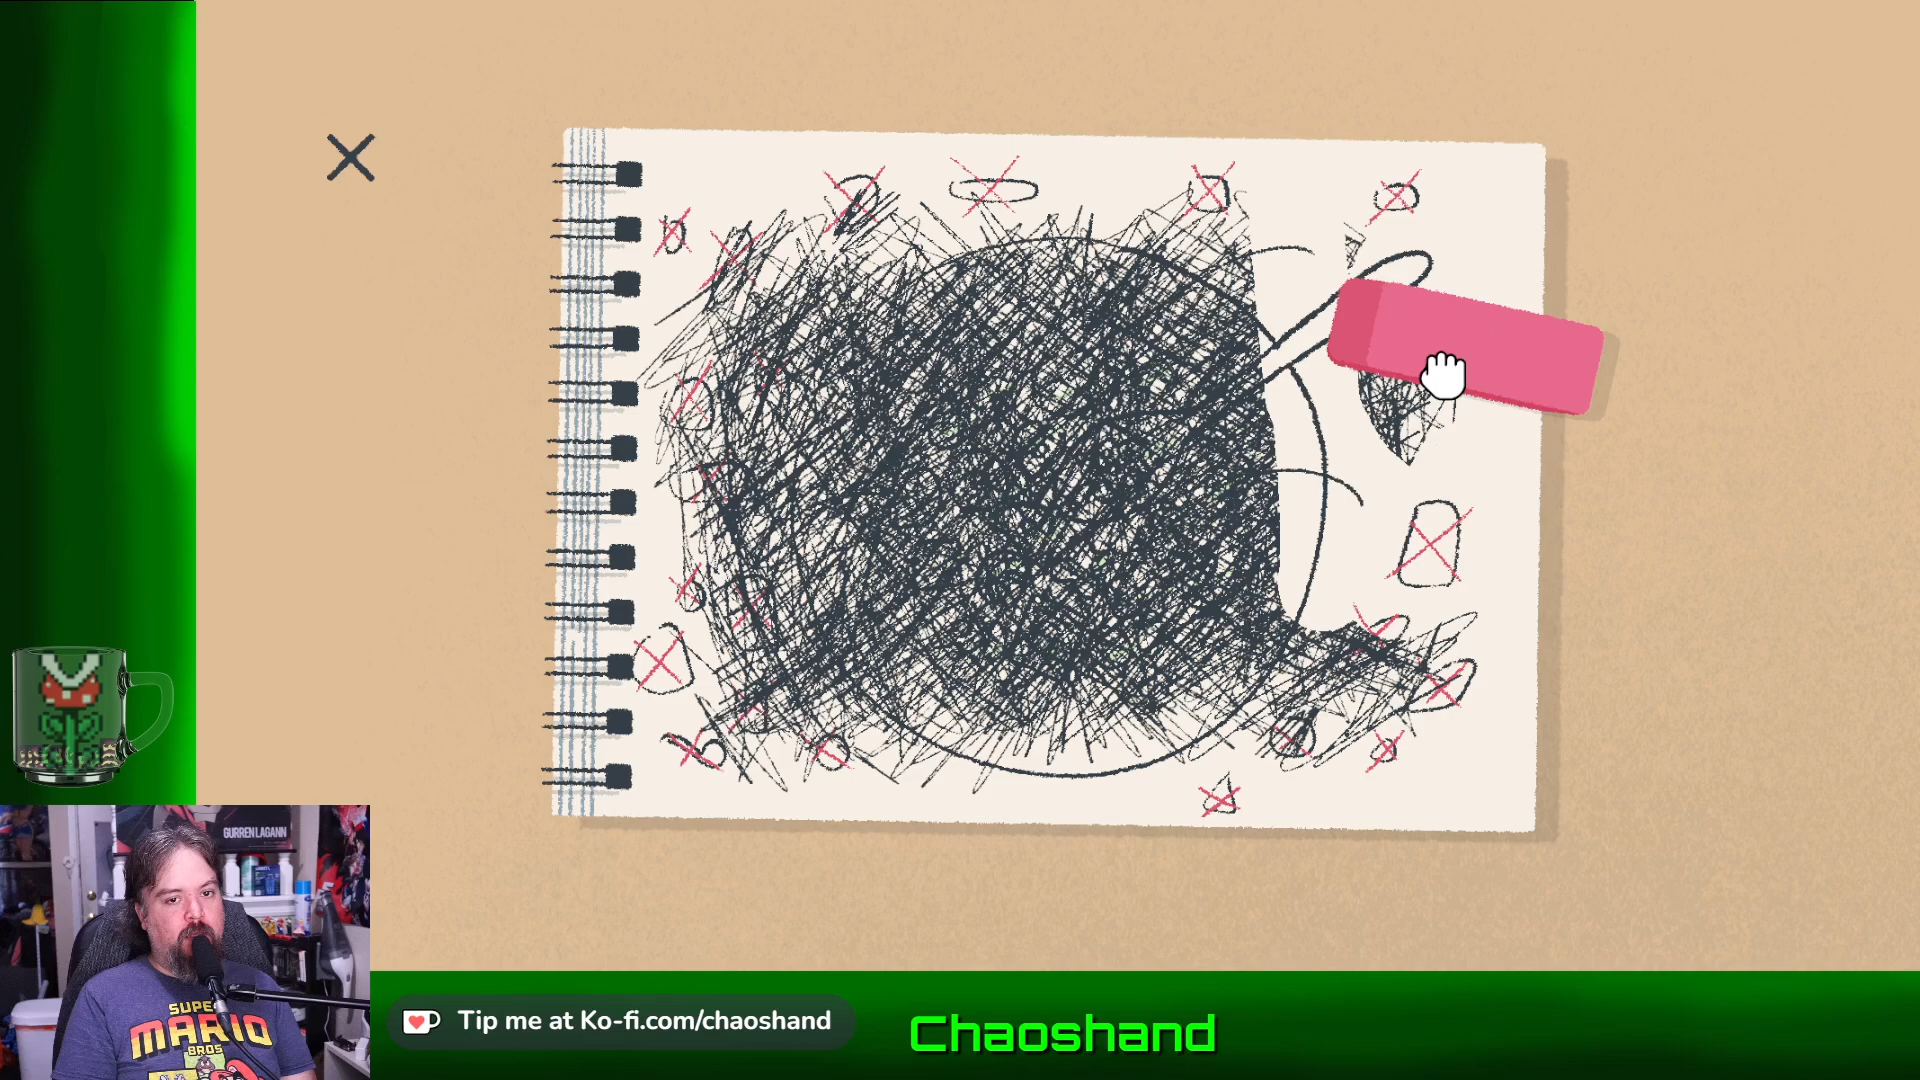 GURREN LAGANN
SUPER
MARIO
BROS
Tip me at Ko-fi.com/chaoshand
Chaoshand